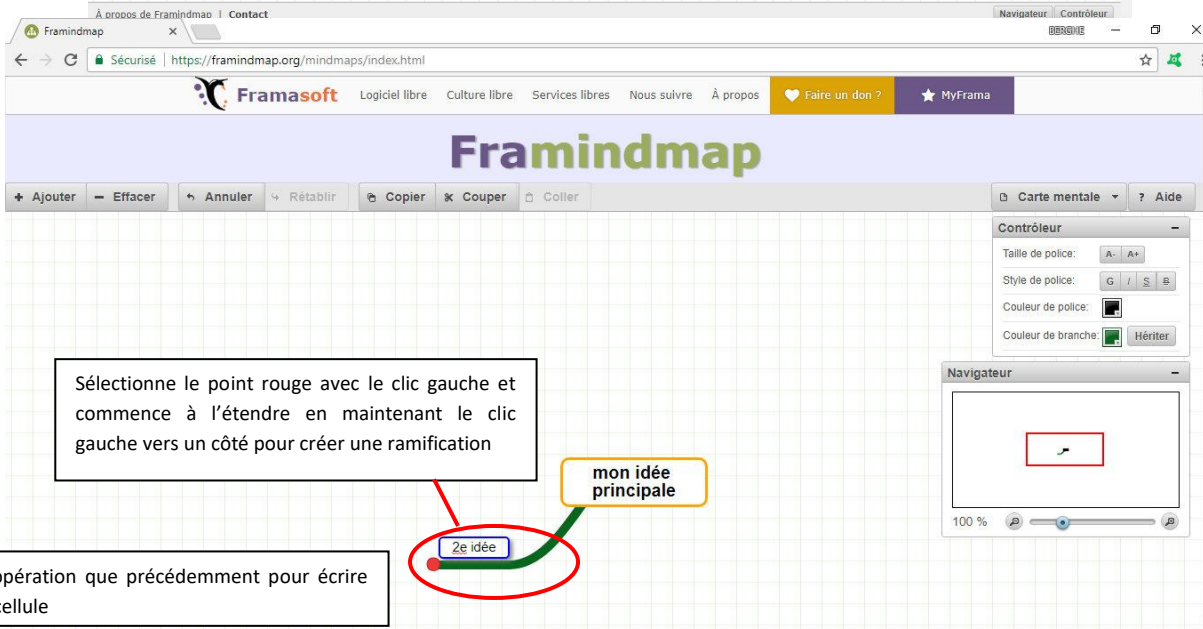 À propos de Framindmap | Contact
Navigateur Contrôleur
Framindmap
BERGHE
Sécurisé | https://framindmap.org/mindmaps/index.html
Framasoft Logiciel libre Culture libre Services libres Nous suivre À propos Faire un don ? MyFrama
Framindmap
+ Ajouter − Effacer Annuler Rétablir Copier Couper Coller Carte mentale ? Aide
Contrôleur
Taille de police: A- A+
Style de police: G I S B
Couleur de police:
Couleur de branche: Hériter
Navigateur
100 %
Sélectionne le point rouge avec le clic gauche et
commence à l'étendre en maintenant le clic
gauche vers un côté pour créer une ramification
mon idée
principale
2e idée
opération que précédemment pour écrire
cellule